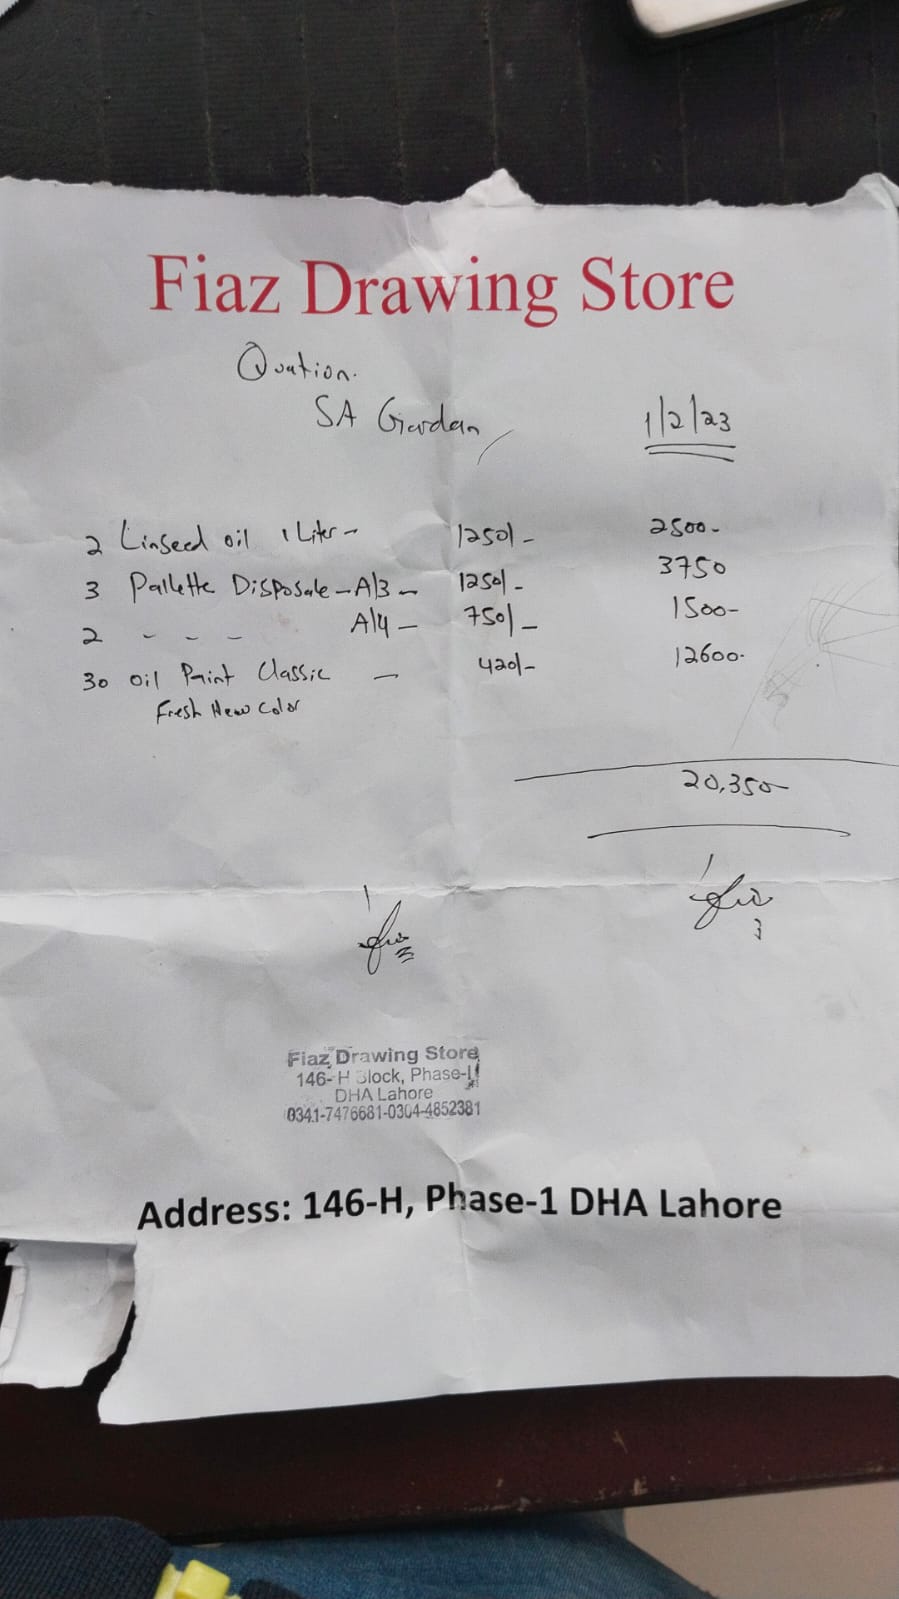 Fiaz Drawing Store
Quation.
SA Gardan
1/2/23
2 Linseed oil 1 Liter - 1250/- 2500-
3 Pallette Disposale - A/3 - 1250/- 3750
2 - - - A/4 - 750/- 1500-
30 oil Paint Classic - 420/- 12600-
Fresh New Color
20,350-
Fiaz Drawing Store
146-H Block, Phase-I
DHA Lahore
0341-7476681-0304-4852381
Address: 146-H, Phase-1 DHA Lahore